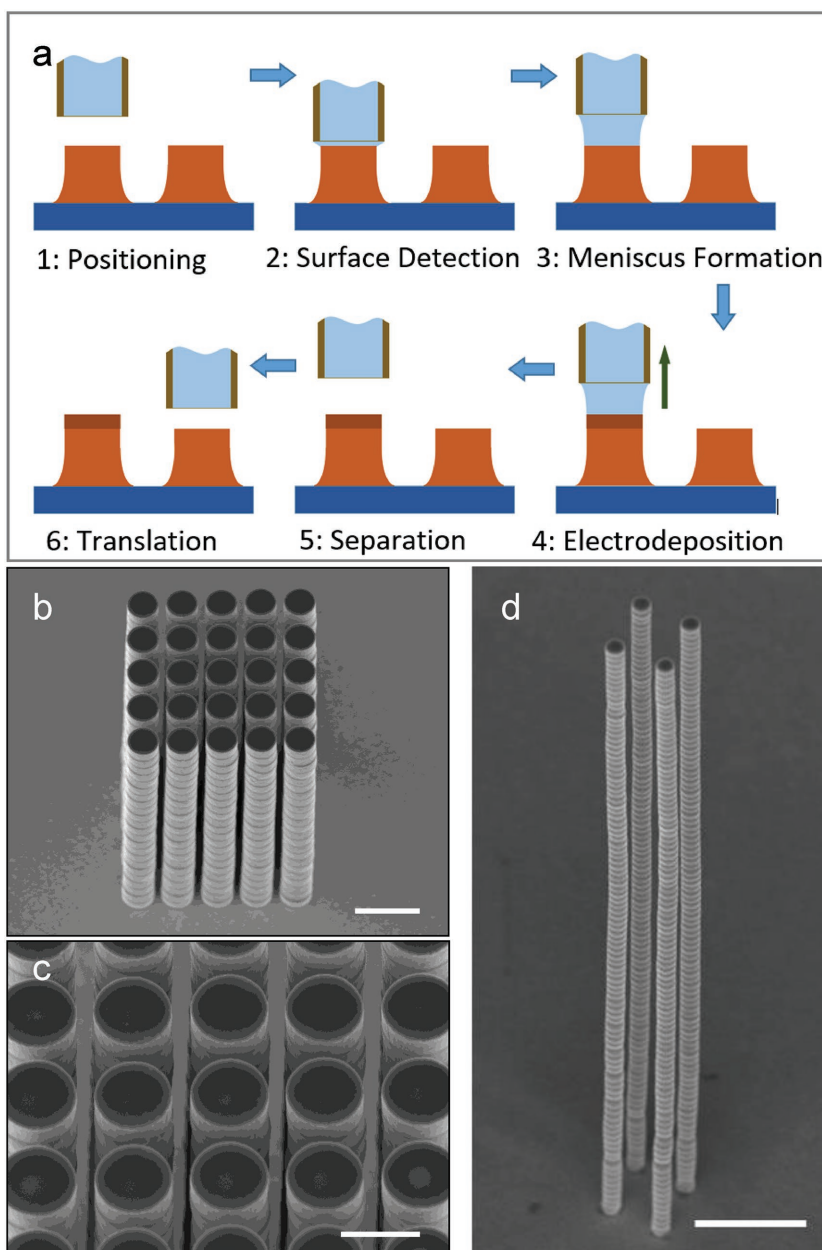 a
1: Positioning
2: Surface Detection
3: Meniscus Formation
6: Translation
5: Separation
4: Electrodeposition
b
d
c